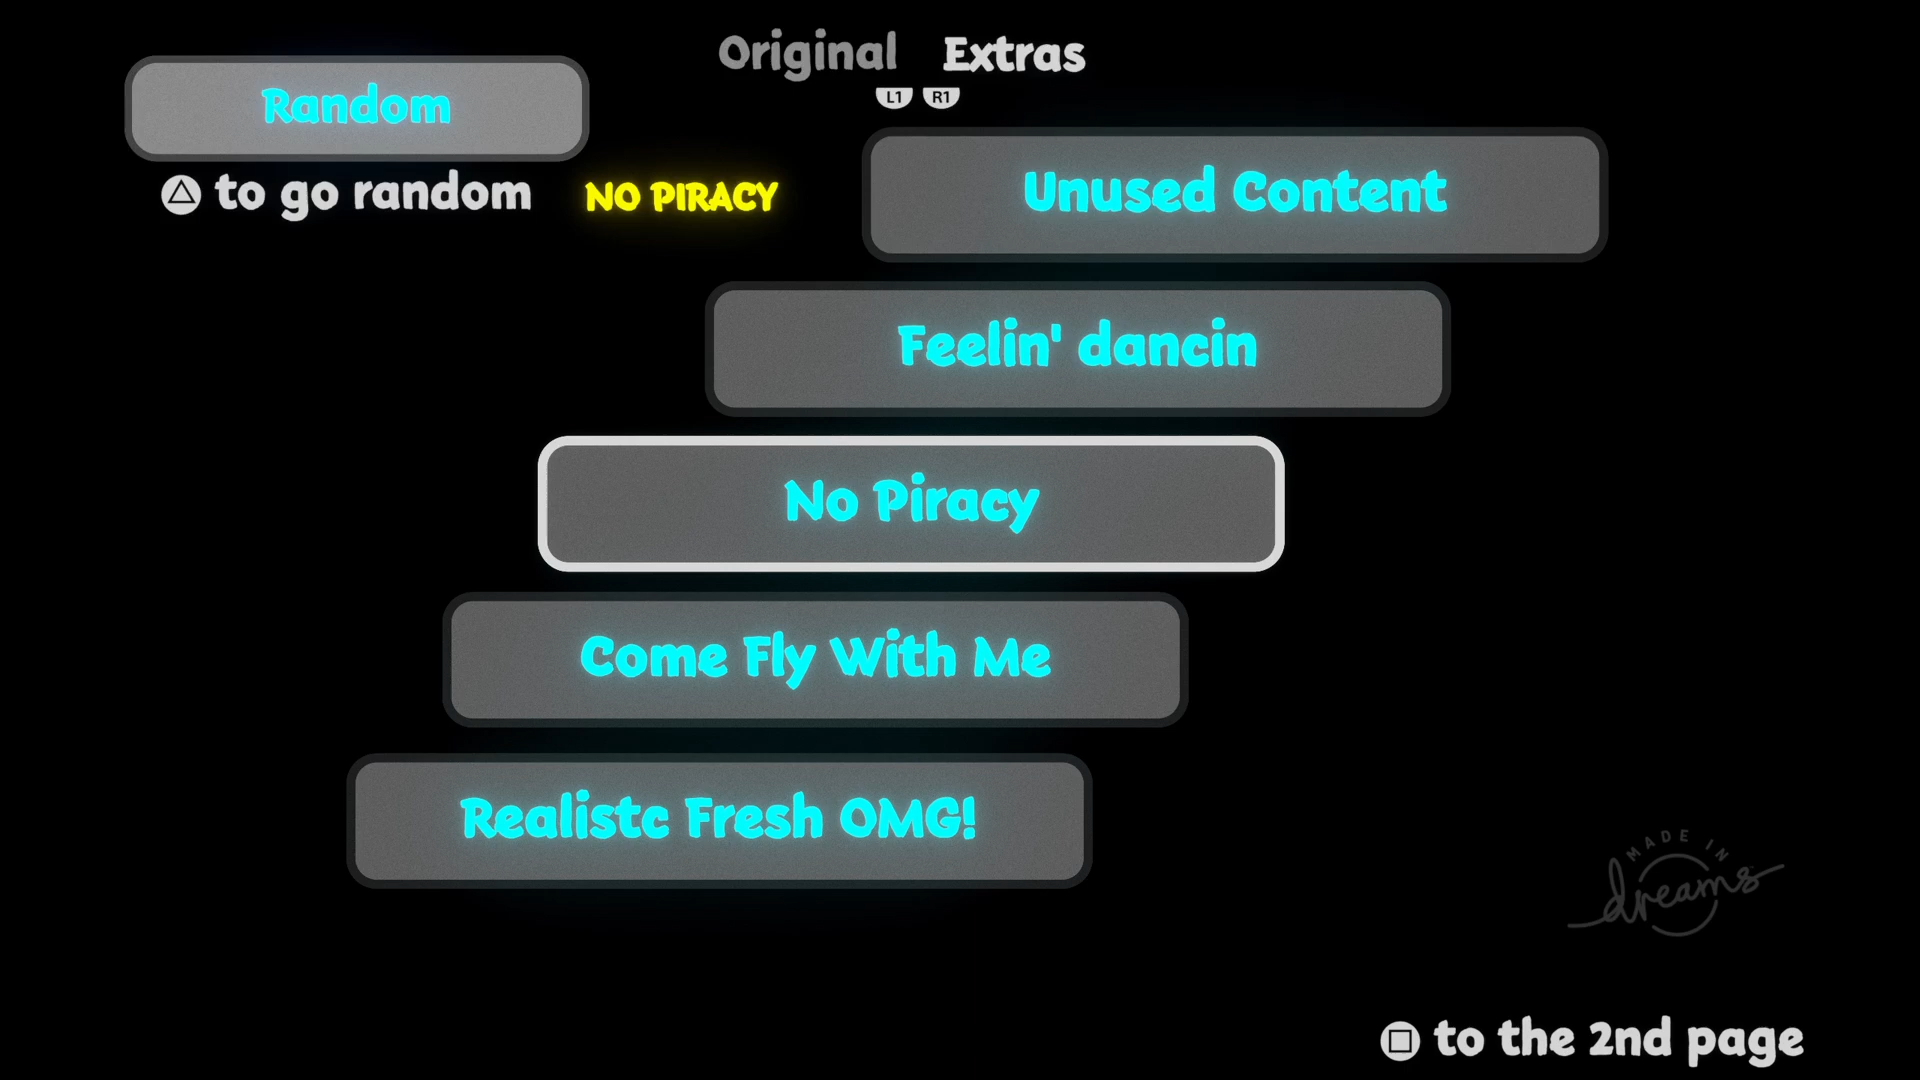 Original Extras
L1 R1
Random
to go random
NO PIRACY
Unused Content
Feelin' dancin
No Piracy
Come Fly With Me
Realistc Fresh OMG!
MADE IN
dreams
to the 2nd page